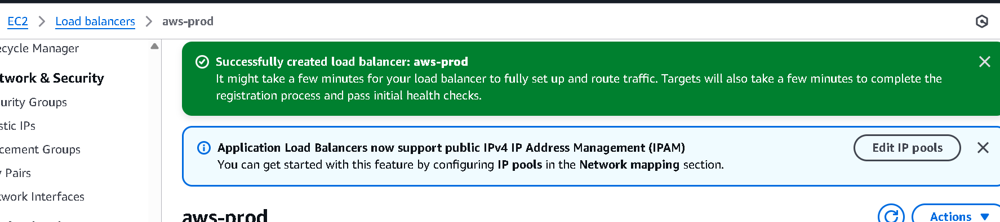 EC2 > Load balancers > aws-prod
ecycle Manager
twork & Security
urity Groups
stic IPs
cement Groups
Pairs
work Interfaces
Successfully created load balancer: aws-prod
It might take a few minutes for your load balancer to fully set up and route traffic. Targets will also take a few minutes to complete the
registration process and pass initial health checks.
Application Load Balancers now support public IPv4 IP Address Management (IPAM)
You can get started with this feature by configuring IP pools in the Network mapping section.
Edit IP pools
aws-prod
Actions